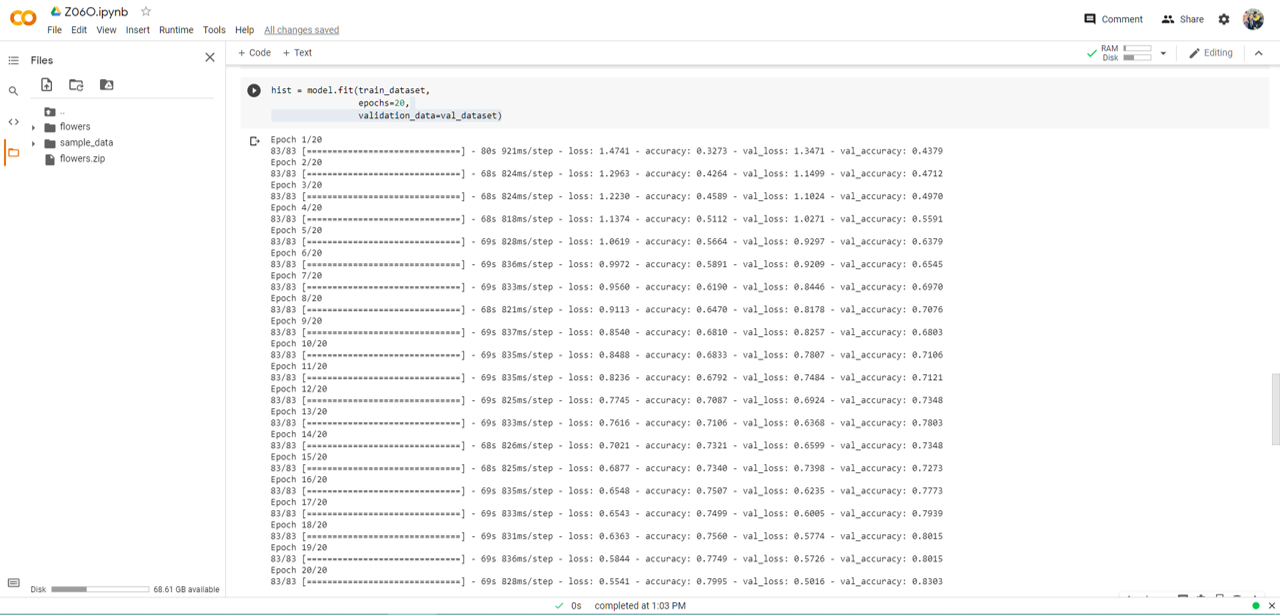 CO
Z06O.ipynb
File Edit View Insert Runtime Tools Help All changes saved
Comment Share
Files
+ Code + Text
RAM
Disk
Editing
..
flowers
sample_data
flowers.zip
hist = model.fit(train_dataset,
epochs=20,
validation_data=val_dataset)
Epoch 1/20
83/83 [==============================] - 80s 921ms/step - loss: 1.4741 - accuracy: 0.3273 - val_loss: 1.3471 - val_accuracy: 0.4379
Epoch 2/20
83/83 [==============================] - 68s 824ms/step - loss: 1.2963 - accuracy: 0.4264 - val_loss: 1.1499 - val_accuracy: 0.4712
Epoch 3/20
83/83 [==============================] - 68s 824ms/step - loss: 1.2230 - accuracy: 0.4589 - val_loss: 1.1024 - val_accuracy: 0.4970
Epoch 4/20
83/83 [==============================] - 68s 818ms/step - loss: 1.1374 - accuracy: 0.5112 - val_loss: 1.0271 - val_accuracy: 0.5591
Epoch 5/20
83/83 [==============================] - 69s 828ms/step - loss: 1.0619 - accuracy: 0.5664 - val_loss: 0.9297 - val_accuracy: 0.6379
Epoch 6/20
83/83 [==============================] - 69s 836ms/step - loss: 0.9972 - accuracy: 0.5891 - val_loss: 0.9209 - val_accuracy: 0.6545
Epoch 7/20
83/83 [==============================] - 69s 833ms/step - loss: 0.9560 - accuracy: 0.6190 - val_loss: 0.8446 - val_accuracy: 0.6970
Epoch 8/20
83/83 [==============================] - 68s 821ms/step - loss: 0.9113 - accuracy: 0.6470 - val_loss: 0.8178 - val_accuracy: 0.7076
Epoch 9/20
83/83 [==============================] - 69s 837ms/step - loss: 0.8540 - accuracy: 0.6810 - val_loss: 0.8257 - val_accuracy: 0.6803
Epoch 10/20
83/83 [==============================] - 69s 835ms/step - loss: 0.8488 - accuracy: 0.6833 - val_loss: 0.7807 - val_accuracy: 0.7106
Epoch 11/20
83/83 [==============================] - 69s 835ms/step - loss: 0.8236 - accuracy: 0.6792 - val_loss: 0.7484 - val_accuracy: 0.7121
Epoch 12/20
83/83 [==============================] - 69s 825ms/step - loss: 0.7745 - accuracy: 0.7087 - val_loss: 0.6924 - val_accuracy: 0.7348
Epoch 13/20
83/83 [==============================] - 69s 833ms/step - loss: 0.7616 - accuracy: 0.7106 - val_loss: 0.6368 - val_accuracy: 0.7803
Epoch 14/20
83/83 [==============================] - 68s 826ms/step - loss: 0.7021 - accuracy: 0.7321 - val_loss: 0.6599 - val_accuracy: 0.7348
Epoch 15/20
83/83 [==============================] - 68s 825ms/step - loss: 0.6877 - accuracy: 0.7340 - val_loss: 0.7398 - val_accuracy: 0.7273
Epoch 16/20
83/83 [==============================] - 69s 835ms/step - loss: 0.6548 - accuracy: 0.7507 - val_loss: 0.6235 - val_accuracy: 0.7773
Epoch 17/20
83/83 [==============================] - 69s 833ms/step - loss: 0.6543 - accuracy: 0.7499 - val_loss: 0.6005 - val_accuracy: 0.7939
Epoch 18/20
83/83 [==============================] - 69s 831ms/step - loss: 0.6363 - accuracy: 0.7560 - val_loss: 0.5774 - val_accuracy: 0.8015
Epoch 19/20
83/83 [==============================] - 69s 836ms/step - loss: 0.5844 - accuracy: 0.7749 - val_loss: 0.5726 - val_accuracy: 0.8015
Epoch 20/20
83/83 [==============================] - 69s 828ms/step - loss: 0.5541 - accuracy: 0.7995 - val_loss: 0.5016 - val_accuracy: 0.8303
Disk 68.61 GB available
0s completed at 1:03 PM